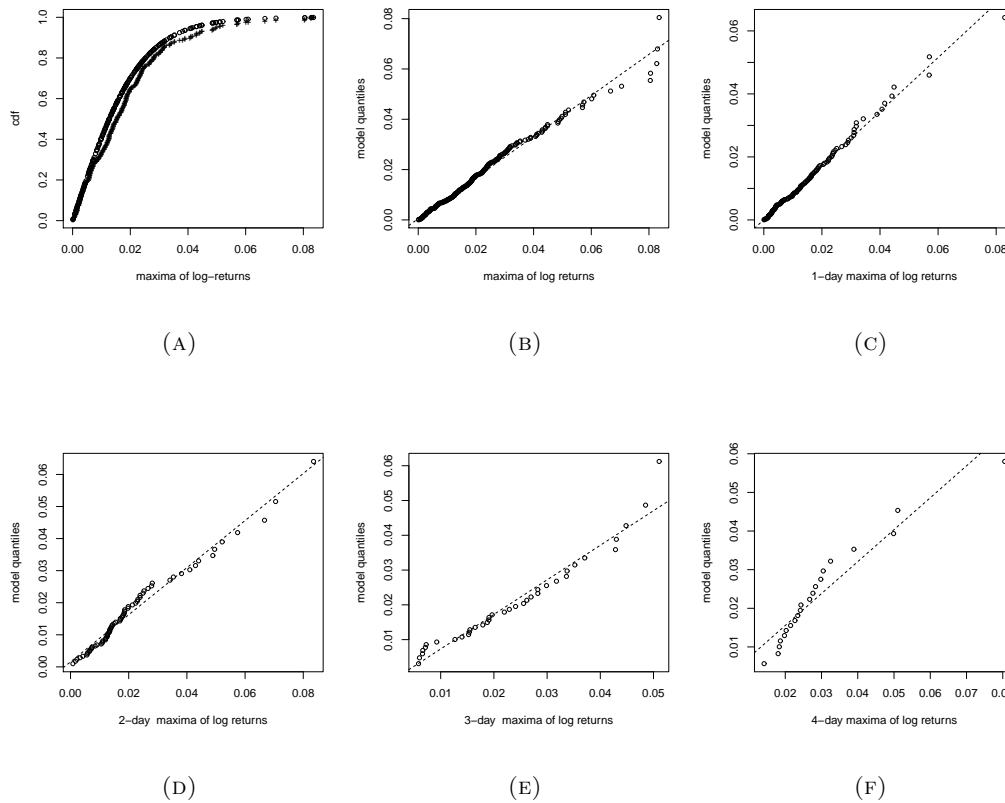 cdf
0.0 0.2 0.4 0.6 0.8 1.0
0.00 0.02 0.04 0.06 0.08
maxima of log−returns
(A)
model quantiles
0.00 0.02 0.04 0.06 0.08
0.00 0.02 0.04 0.06 0.08
maxima of log returns
(B)
model quantiles
0.00 0.02 0.04 0.06
0.00 0.02 0.04 0.06 0.08
1−day maxima of log returns
(C)
model quantiles
0.00 0.01 0.02 0.03 0.04 0.05 0.06
0.00 0.02 0.04 0.06 0.08
2−day maxima of log returns
(D)
model quantiles
0.01 0.02 0.03 0.04 0.05 0.06
0.01 0.02 0.03 0.04 0.05
3−day maxima of log returns
(E)
model quantiles
0.01 0.02 0.03 0.04 0.05 0.06
0.02 0.03 0.04 0.05 0.06 0.07
4−day maxima of log returns
(F)